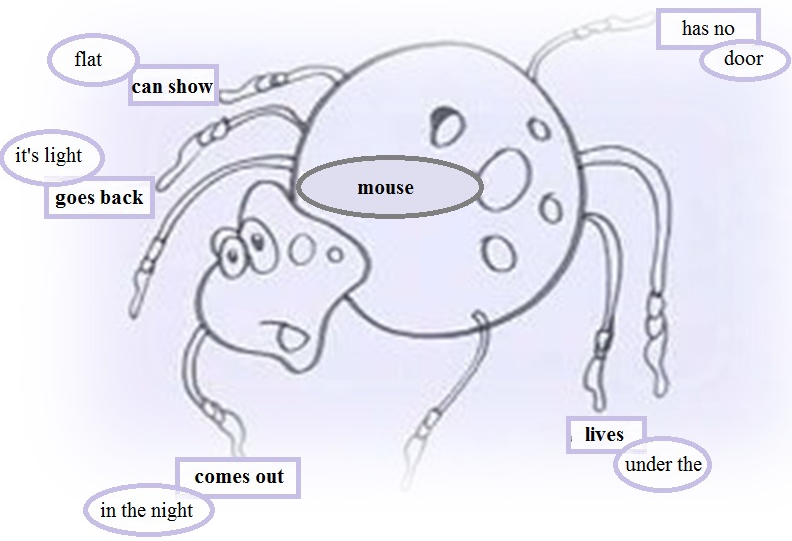 has no
door
flat
can show
it's light
goes back
mouse
lives
under the
comes out
in the night